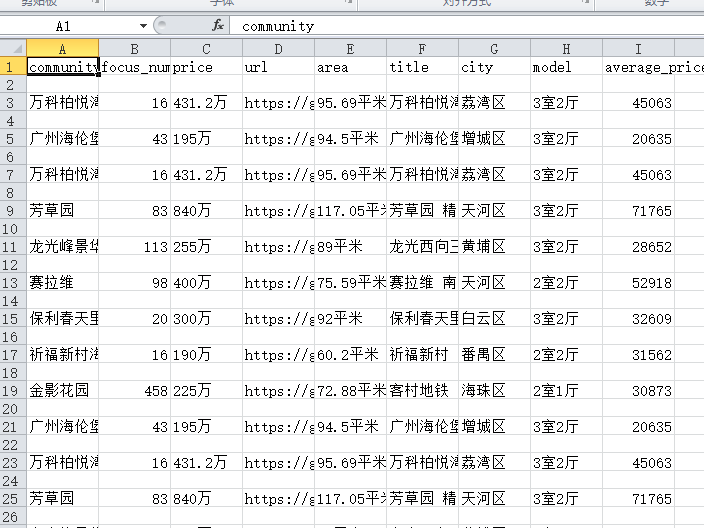 剪贴板 字体 对齐方式 数字
A1 fx community
A B C D E F G H I
1 community focus_num price url area title city model average_price
2
3 万科柏悦湾 16 431.2万 https://g 95.69平米 万科柏悦湾 荔湾区 3室2厅 45063
4
5 广州海伦堡 43 195万 https://g 94.5平米 广州海伦堡 增城区 3室2厅 20635
6
7 万科柏悦湾 16 431.2万 https://g 95.69平米 万科柏悦湾 荔湾区 3室2厅 45063
8
9 芳草园 83 840万 https://g 117.05平米 芳草园 精 天河区 3室2厅 71765
10
11 龙光峰景华 113 255万 https://g 89平米 龙光西向三 黄埔区 3室2厅 28652
12
13 赛拉维 98 400万 https://g 75.59平米 赛拉维 南 天河区 2室2厅 52918
14
15 保利春天里 20 300万 https://g 92平米 保利春天里 白云区 3室2厅 32609
16
17 祈福新村湖 16 190万 https://g 60.2平米 祈福新村 番禺区 2室2厅 31562
18
19 金影花园 458 225万 https://g 72.88平米 客村地铁 海珠区 2室1厅 30873
20
21 广州海伦堡 43 195万 https://g 94.5平米 广州海伦堡 增城区 3室2厅 20635
22
23 万科柏悦湾 16 431.2万 https://g 95.69平米 万科柏悦湾 荔湾区 3室2厅 45063
24
25 芳草园 83 840万 https://g 117.05平米 芳草园 精 天河区 3室2厅 71765
26